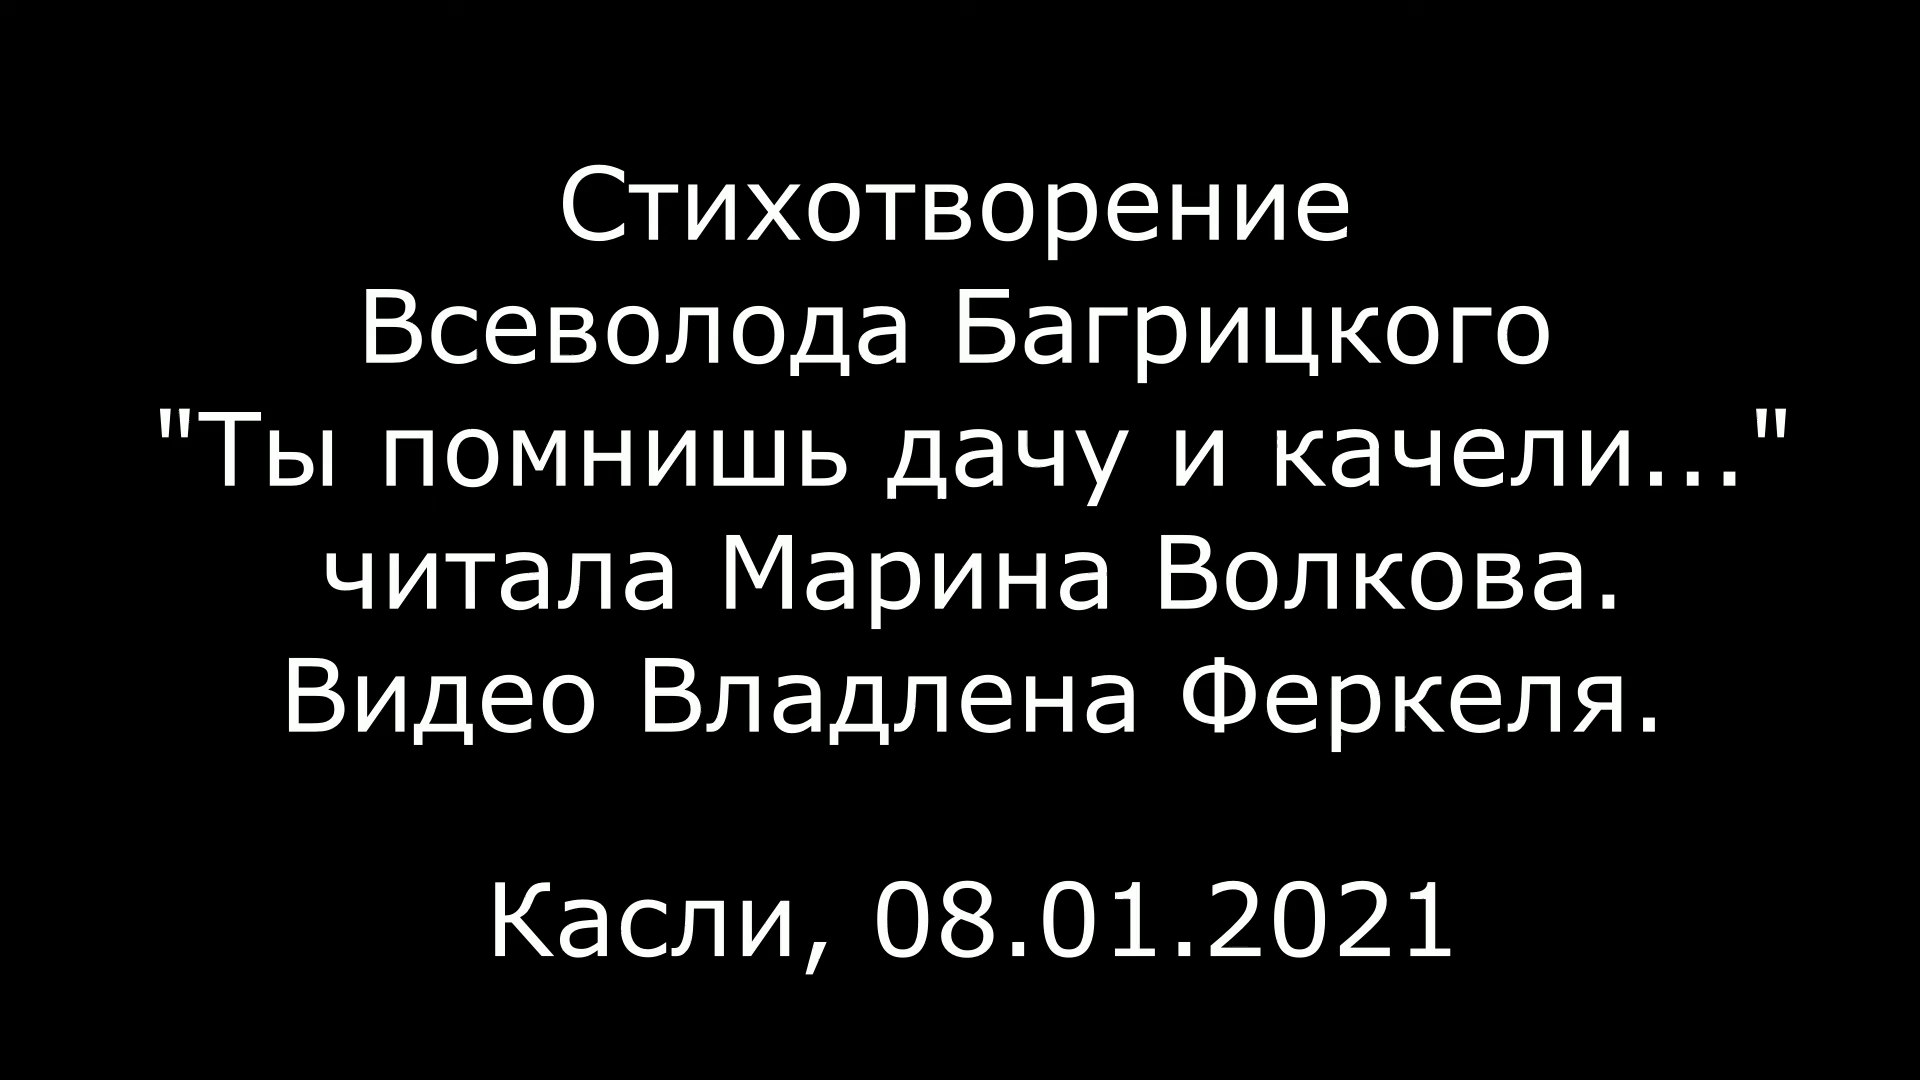 Стихотворение
Всеволода Багрицкого
"Ты помнишь дачу и качели..."
читала Марина Волкова.
Видео Владлена Феркеля.
Касли, 08.01.2021